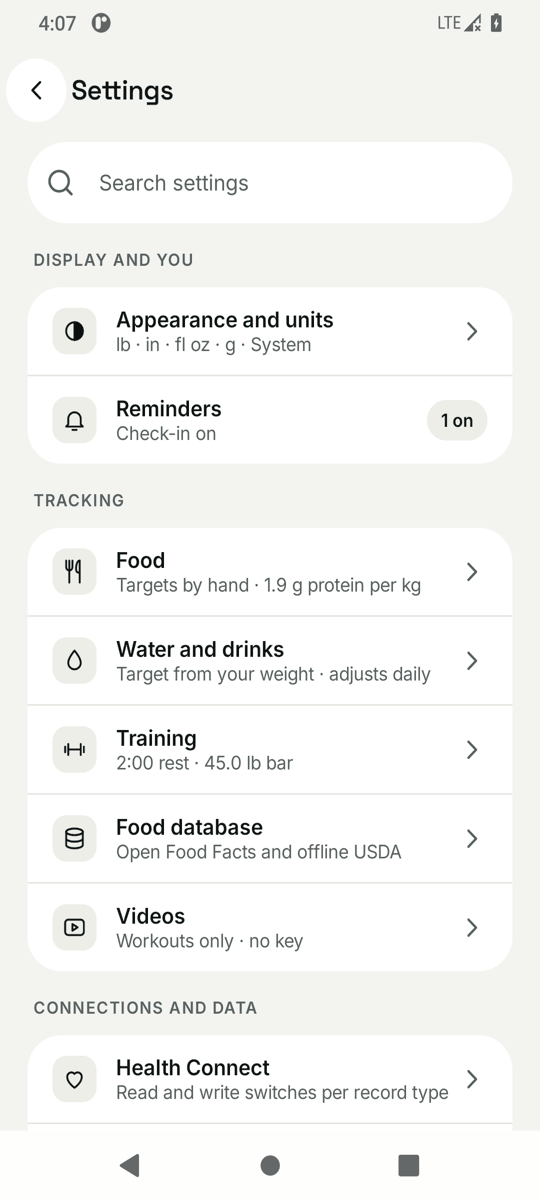 4:07
LTE
Settings
Search settings
DISPLAY AND YOU
Appearance and units
lb · in · fl oz · g · System
Reminders
Check-in on
1 on
TRACKING
Food
Targets by hand · 1.9 g protein per kg
Water and drinks
Target from your weight · adjusts daily
Training
2:00 rest · 45.0 lb bar
Food database
Open Food Facts and offline USDA
Videos
Workouts only · no key
CONNECTIONS AND DATA
Health Connect
Read and write switches per record type